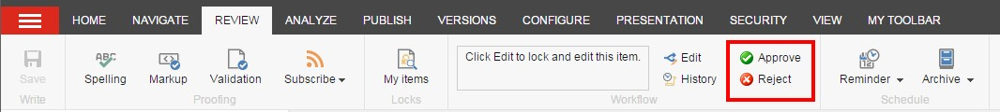 HOME NAVIGATE REVIEW ANALYZE PUBLISH VERSIONS CONFIGURE PRESENTATION SECURITY VIEW MY TOOLBAR
Save
Write
ABC
Spelling
Markup
Validation
Subscribe
Proofing
My items
Locks
Click Edit to lock and edit this item.
Edit
History
Approve
Reject
Workflow
12
Reminder
Archive
Schedule